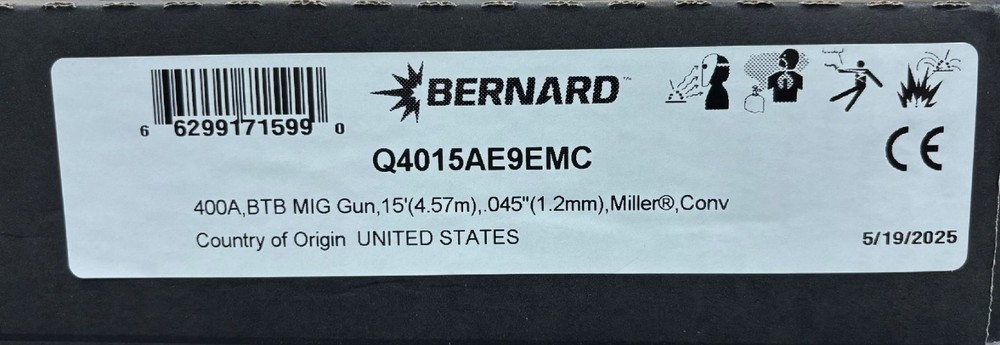 BERNARD™
6 6299171599 0
Q4015AE9EMC
CE
400A,BTB MIG Gun,15'(4.57m),.045"(1.2mm),Miller®,Conv
Country of Origin UNITED STATES
5/19/2025